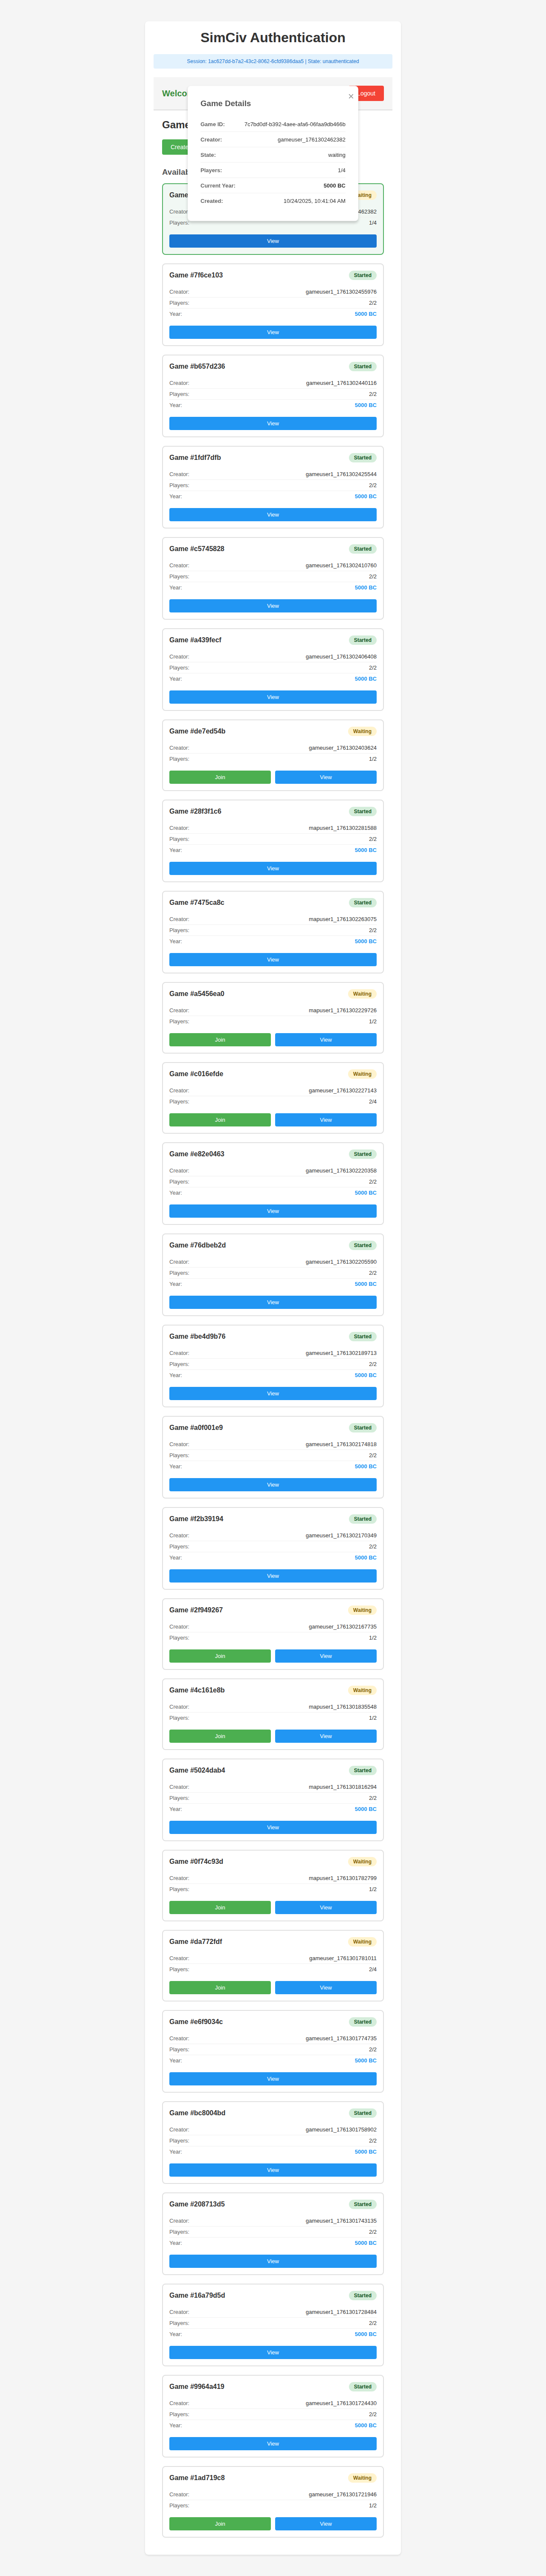 SimCiv Authentication
Session: 1ac627dd-b7a2-43c2-8062-6cfd9386daa5 | State: unauthenticated
Welco
Logout
×
Game Details
Game ID: 7c7bd0df-b392-4aee-afa6-06faa9db466b
Creator: gameuser_1761302462382
State: waiting
Players: 1/4
Current Year: 5000 BC
Created: 10/24/2025, 10:41:04 AM
Game
Create
Availab
Game
aiting
Creator
462382
Players: 1/4
View
Game #7f6ce103 Started
Creator: gameuser1_1761302455976
Players: 2/2
Year: 5000 BC
View
Game #b657d236 Started
Creator: gameuser1_1761302440116
Players: 2/2
Year: 5000 BC
View
Game #1fdf7dfb Started
Creator: gameuser1_1761302425544
Players: 2/2
Year: 5000 BC
View
Game #c5745828 Started
Creator: gameuser1_1761302410760
Players: 2/2
Year: 5000 BC
View
Game #a439fecf Started
Creator: gameuser1_1761302406408
Players: 2/2
Year: 5000 BC
View
Game #de7ed54b Waiting
Creator: gameuser_1761302403624
Players: 1/2
Join View
Game #28f3f1c6 Started
Creator: mapuser1_1761302281588
Players: 2/2
Year: 5000 BC
View
Game #7475ca8c Started
Creator: mapuser1_1761302263075
Players: 2/2
Year: 5000 BC
View
Game #a5456ea0 Waiting
Creator: mapuser1_1761302229726
Players: 1/2
Join View
Game #c016efde Waiting
Creator: gameuser_1761302227143
Players: 2/4
Join View
Game #e82e0463 Started
Creator: gameuser1_1761302220358
Players: 2/2
Year: 5000 BC
View
Game #76dbeb2d Started
Creator: gameuser1_1761302205590
Players: 2/2
Year: 5000 BC
View
Game #be4d9b76 Started
Creator: gameuser1_1761302189713
Players: 2/2
Year: 5000 BC
View
Game #a0f001e9 Started
Creator: gameuser1_1761302174818
Players: 2/2
Year: 5000 BC
View
Game #f2b39194 Started
Creator: gameuser1_1761302170349
Players: 2/2
Year: 5000 BC
View
Game #2f949267 Waiting
Creator: gameuser_1761302167735
Players: 1/2
Join View
Game #4c161e8b Waiting
Creator: mapuser1_1761301835548
Players: 1/2
Join View
Game #5024dab4 Started
Creator: mapuser1_1761301816294
Players: 2/2
Year: 5000 BC
View
Game #0f74c93d Waiting
Creator: mapuser1_1761301782799
Players: 1/2
Join View
Game #da772fdf Waiting
Creator: gameuser_1761301781011
Players: 2/4
Join View
Game #e6f9034c Started
Creator: gameuser1_1761301774735
Players: 2/2
Year: 5000 BC
View
Game #bc8004bd Started
Creator: gameuser1_1761301758902
Players: 2/2
Year: 5000 BC
View
Game #208713d5 Started
Creator: gameuser1_1761301743135
Players: 2/2
Year: 5000 BC
View
Game #16a79d5d Started
Creator: gameuser1_1761301728484
Players: 2/2
Year: 5000 BC
View
Game #9964a419 Started
Creator: gameuser1_1761301724430
Players: 2/2
Year: 5000 BC
View
Game #1ad719c8 Waiting
Creator: gameuser_1761301721946
Players: 1/2
Join View